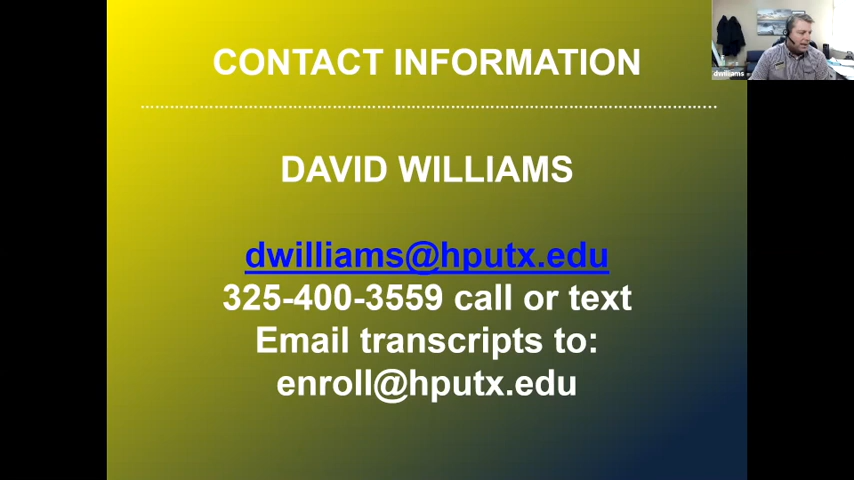 CONTACT INFORMATION
DAVID WILLIAMS
dwilliams@hputx.edu
325-400-3559 call or text
Email transcripts to:
enroll@hputx.edu
dwilliams